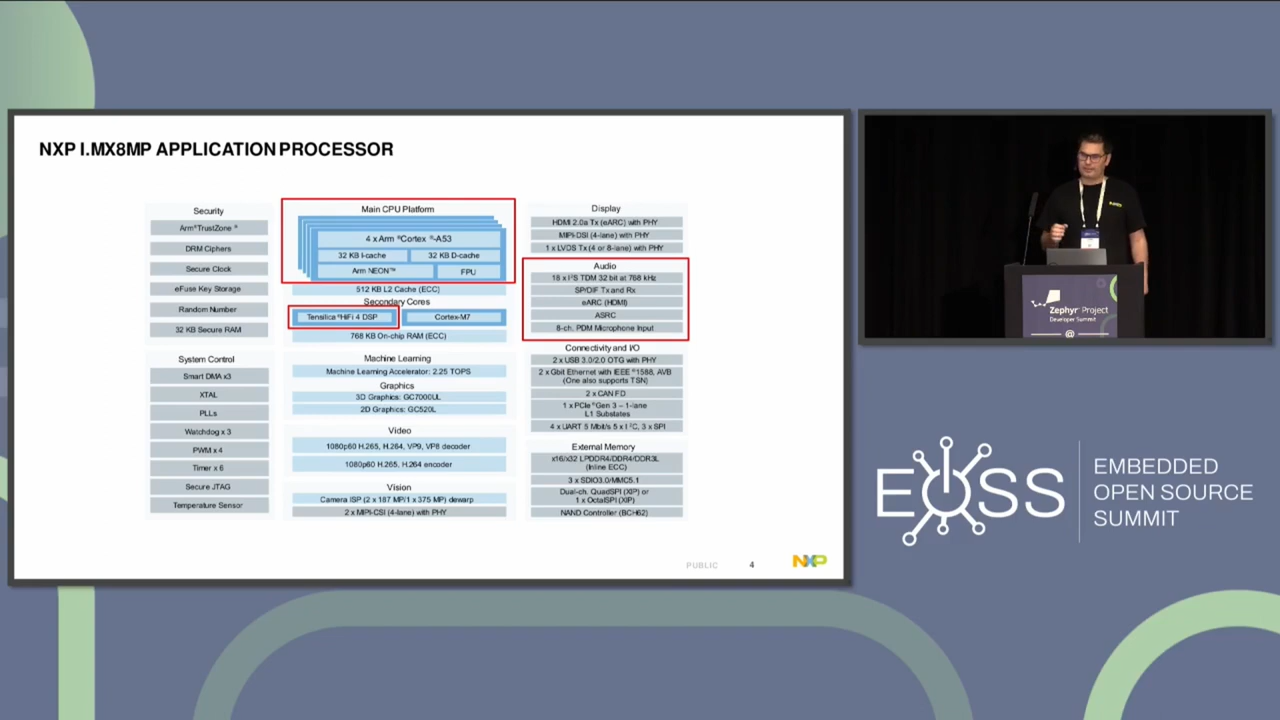 NXP I.MX8MP APPLICATION PROCESSOR
Security
Arm®TrustZone ®
DRM Ciphers
Secure Clock
eFuse Key Storage
Random Number
32 KB Secure RAM
System Control
Smart DMA x3
XTAL
PLLs
Watchdog x 3
PWM x 4
Timer x 6
Secure JTAG
Temperature Sensor
Main CPU Platform
4 x Arm ®Cortex ®-A53
32 KB I-cache
32 KB D-cache
Arm NEON™
FPU
512 KB L2 Cache (ECC)
Secondary Cores
Tensilica ®HiFi 4 DSP
Cortex-M7
768 KB On-chip RAM (ECC)
Machine Learning
Machine Learning Accelerator: 2.25 TOPS
Graphics
3D Graphics: GC7000UL
2D Graphics: GC520L
Video
1080p60 H.265, H.264, VP9, VP8 decoder
1080p60 H.265, H.264 encoder
Vision
Camera ISP (2 x 187 MP/1 x 375 MP) dewarp
2 x MIPI-CSI (4-lane) with PHY
Display
HDMI 2.0a Tx (eARC) with PHY
MIPI-DSI (4-lane) with PHY
1 x LVDS Tx (4 or 8-lane) with PHY
Audio
18 x I²S TDM 32 bit at 768 kHz
SP/DIF Tx and Rx
eARC (HDMI)
ASRC
8-ch. PDM Microphone Input
Connectivity and I/O
2 x USB 3.0/2.0 OTG with PHY
2 x Gbit Ethernet with IEEE ®1588, AVB
(One also supports TSN)
2 x CAN FD
1 x PCIe ®Gen 3 – 1-lane
L1 Substates
4 x UART 5 Mbit/s 5 x I²C, 3 x SPI
External Memory
x16/x32 LPDDR4/DDR4/DDR3L
(Inline ECC)
3 x SDIO3.0/MMC5.1
Dual-ch. QuadSPI (XIP) or
1 x OctalSPI (XIP)
NAND Controller (BCH62)
PUBLIC
4
NXP
Zephyr Project
Developer Summit
@
EOSS
EMBEDDED
OPEN SOURCE
SUMMIT